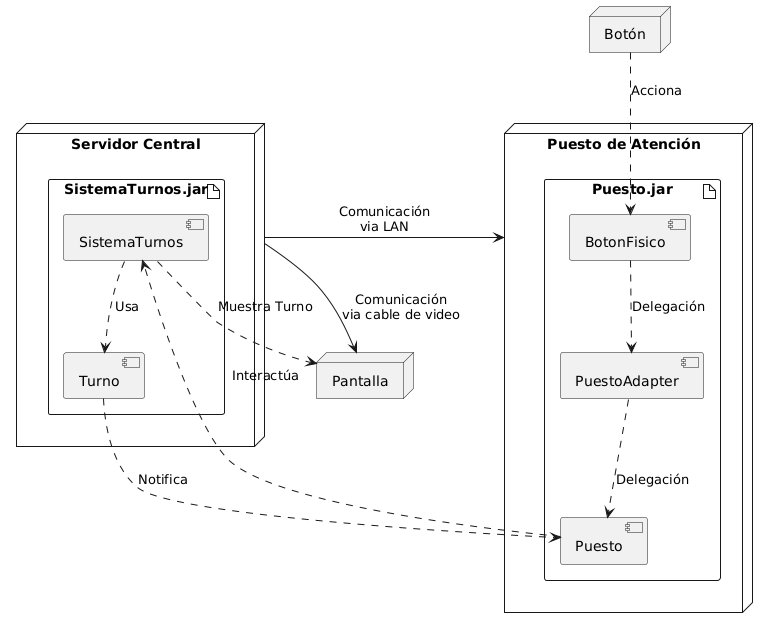 Botón
Acciona
Servidor Central
Puesto de Atención
SistemaTurnos.jar
Puesto.jar
Comunicación
via LAN
SistemaTurnos
BotonFisico
Usa
Muestra Turno
Comunicación
via cable de video
Delegación
Interactúa
Turno
Pantalla
PuestoAdapter
Notifica
Delegación
Puesto